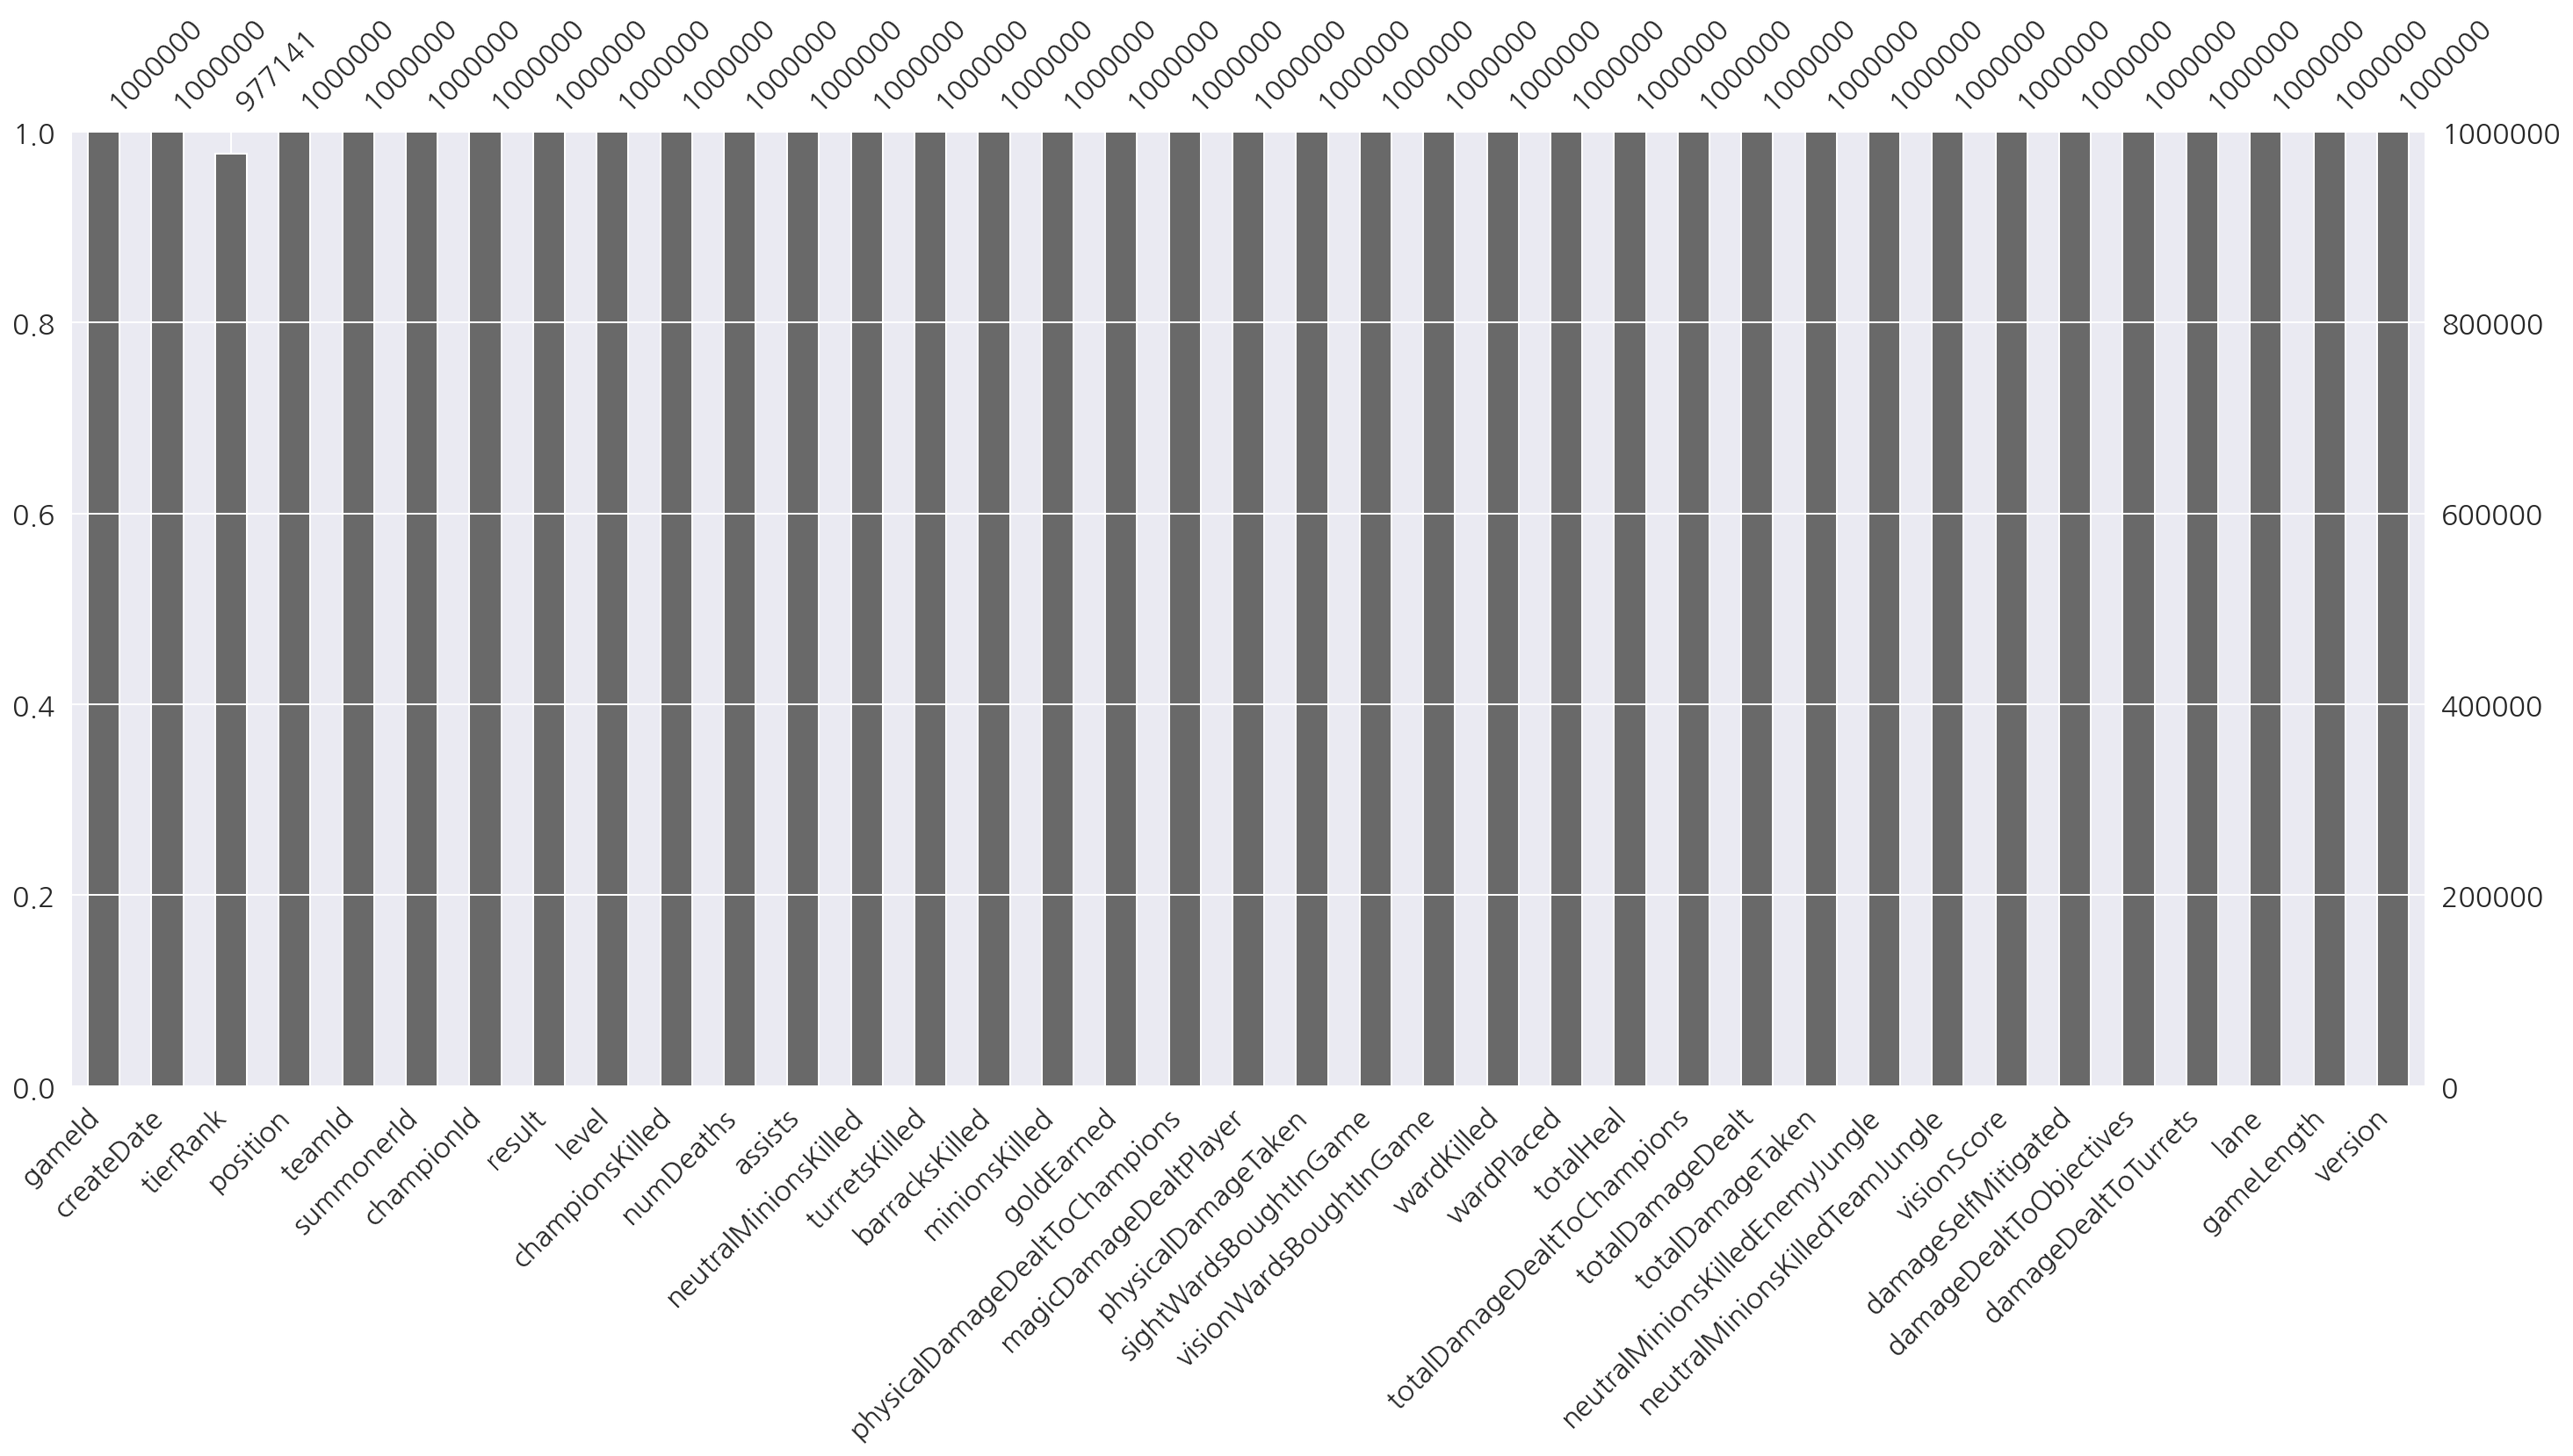 1000000 1000000 977141 1000000 1000000 1000000 1000000 1000000 1000000 1000000 1000000 1000000 1000000 1000000 1000000 1000000 1000000 1000000 1000000 1000000 1000000 1000000 1000000 1000000 1000000 1000000 1000000 1000000 1000000 1000000 1000000 1000000 1000000 1000000 1000000 1000000 1000000
1.0 1000000
0.8 800000
0.6 600000
0.4 400000
0.2 200000
0.0 0
gameId
createDate
tierRank
position
teamId
summonerId
championId
result
level
championsKilled
numDeaths
assists
neutralMinionsKilled
turretsKilled
barracksKilled
minionsKilled
goldEarned
physicalDamageDealtToChampions
magicDamageDealtPlayer
physicalDamageTaken
sightWardsBoughtInGame
visionWardsBoughtInGame
wardKilled
wardPlaced
totalHeal
totalDamageDealtToChampions
totalDamageDealt
totalDamageTaken
neutralMinionsKilledEnemyJungle
neutralMinionsKilledTeamJungle
visionScore
damageSelfMitigated
damageDealtToObjectives
damageDealtToTurrets
lane
gameLength
version